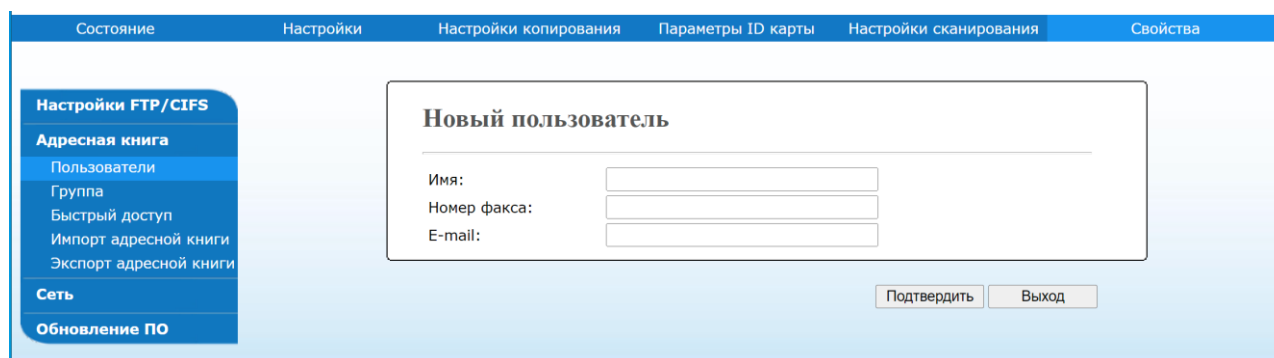 Состояние Настройки Настройки копирования Параметры ID карты Настройки сканирования Свойства
Настройки FTP/CIFS
Адресная книга
Пользователи
Группа
Быстрый доступ
Импорт адресной книги
Экспорт адресной книги
Сеть
Обновление ПО
Новый пользователь
Имя:
Номер факса:
E-mail:
Подтвердить Выход